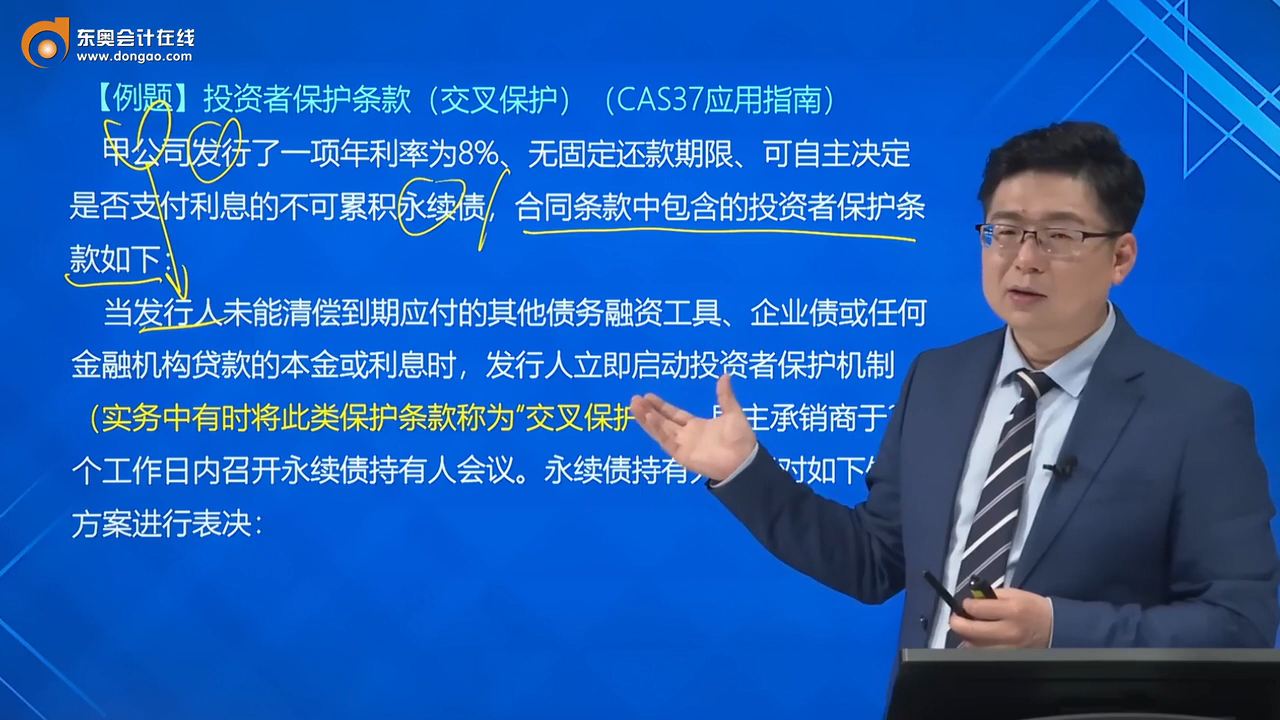 东奥会计在线
www.dongao.com
【例题】投资者保护条款（交叉保护）（CAS37应用指南）
甲公司发行了一项年利率为8%、无固定还款期限、可自主决定
是否支付利息的不可累积永续债，合同条款中包含的投资者保护条
款如下：
当发行人未能清偿到期应付的其他债务融资工具、企业债或任何
金融机构贷款的本金或利息时，发行人立即启动投资者保护机制
（实务中有时将此类保护条款称为“交叉保护 主承销商于
个工作日内召开永续债持有人会议。永续债持有 对如下
方案进行表决：